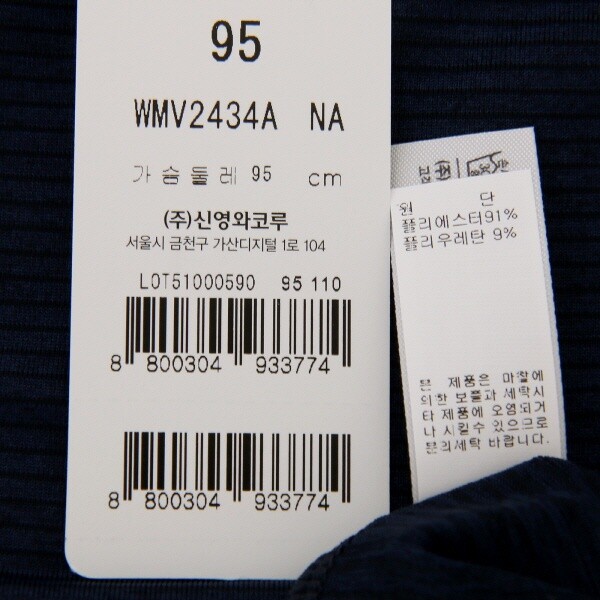 95
WMV2434A NA
가슴둘레 95 cm
(주)신영와코루
서울시 금천구 가산디지털 1로 104
LOT51000590 95 110
8 800304 933774
8 800304 933774
(주)
원 단
폴리에스터91%
폴리우레탄 9%
본 제품은 마찰에
의한 보풀과 세탁시
타 제품에 오염되거
나 시킬수 있으므로
분리세탁 바랍니다.